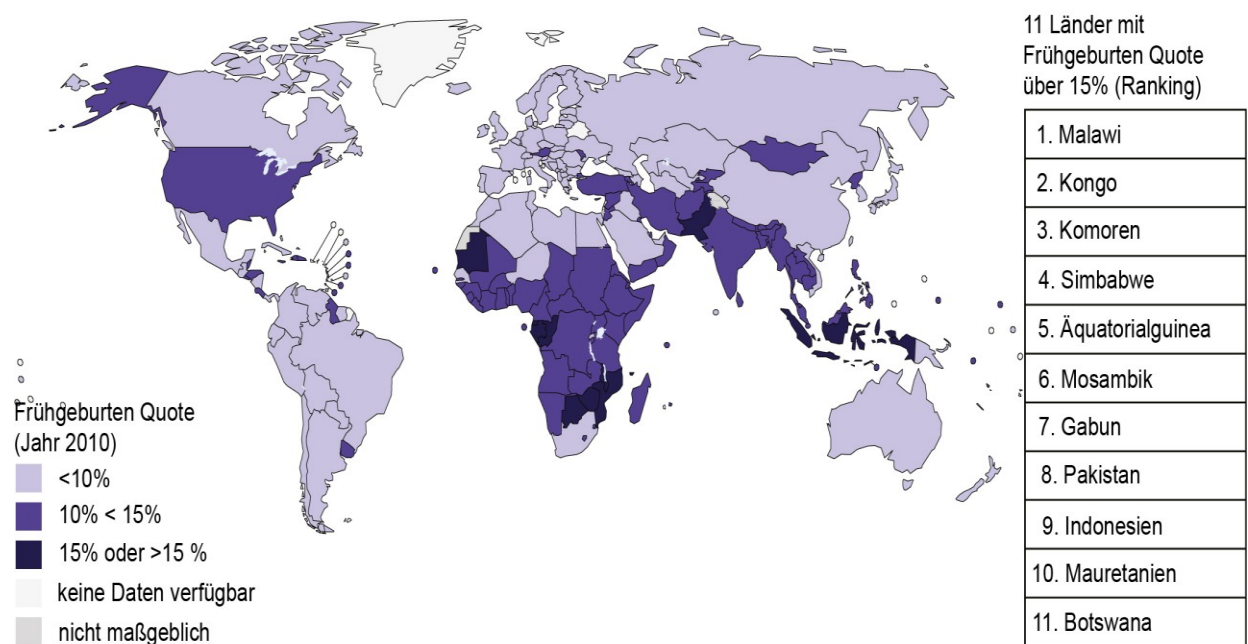 11 Länder mit
Frühgeburten Quote
über 15% (Ranking)
1. Malawi
2. Kongo
3. Komoren
4. Simbabwe
5. Äquatorialguinea
6. Mosambik
7. Gabun
8. Pakistan
9. Indonesien
10. Mauretanien
11. Botswana
Frühgeburten Quote
(Jahr 2010)
<10%
10% < 15%
15% oder >15 %
keine Daten verfügbar
nicht maßgeblich